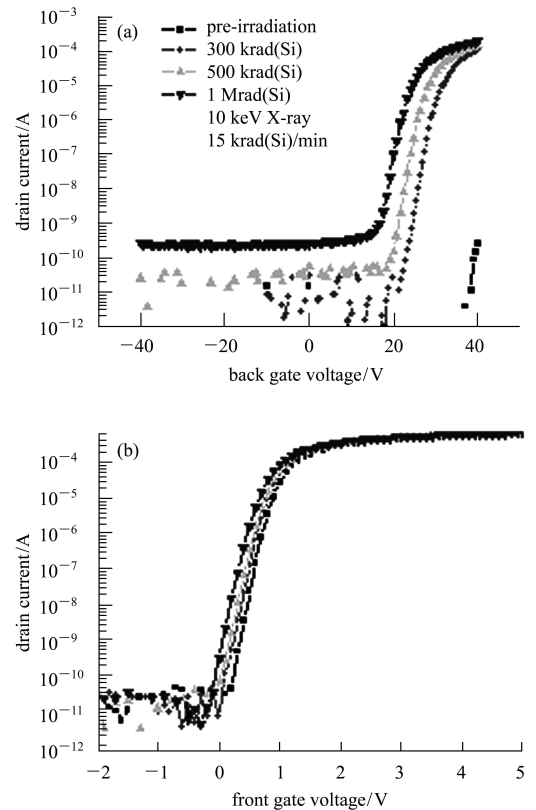 (a)
pre-irradiation
300 krad(Si)
500 krad(Si)
1 Mrad(Si)
10 keV X-ray
15 krad(Si)/min
drain current/A
10⁻³
10⁻⁴
10⁻⁵
10⁻⁶
10⁻⁷
10⁻⁸
10⁻⁹
10⁻¹⁰
10⁻¹¹
10⁻¹²
−40 −20 0 20 40
back gate voltage/V
(b)
drain current/A
10⁻⁴
10⁻⁵
10⁻⁶
10⁻⁷
10⁻⁸
10⁻⁹
10⁻¹⁰
10⁻¹¹
10⁻¹²
−2 −1 0 1 2 3 4 5
front gate voltage/V